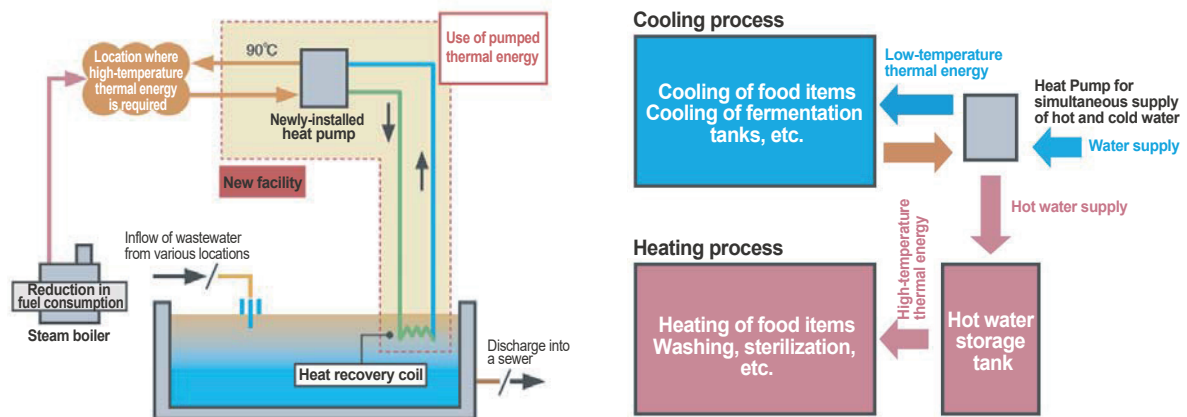 Location where
high-temperature
thermal energy
is required
90℃
Use of pumped
thermal energy
Newly-installed
heat pump
New facility
Inflow of wastewater
from various locations
Reduction in
fuel consumption
Steam boiler
Heat recovery coil
Discharge into
a sewer
Cooling process
Cooling of food items
Cooling of fermentation
tanks, etc.
Low-temperature
thermal energy
Heat Pump for
simultaneous supply
of hot and cold water
Water supply
Hot water supply
Heating process
Heating of food items
Washing, sterilization,
etc.
High-temperature
thermal energy
Hot water
storage
tank